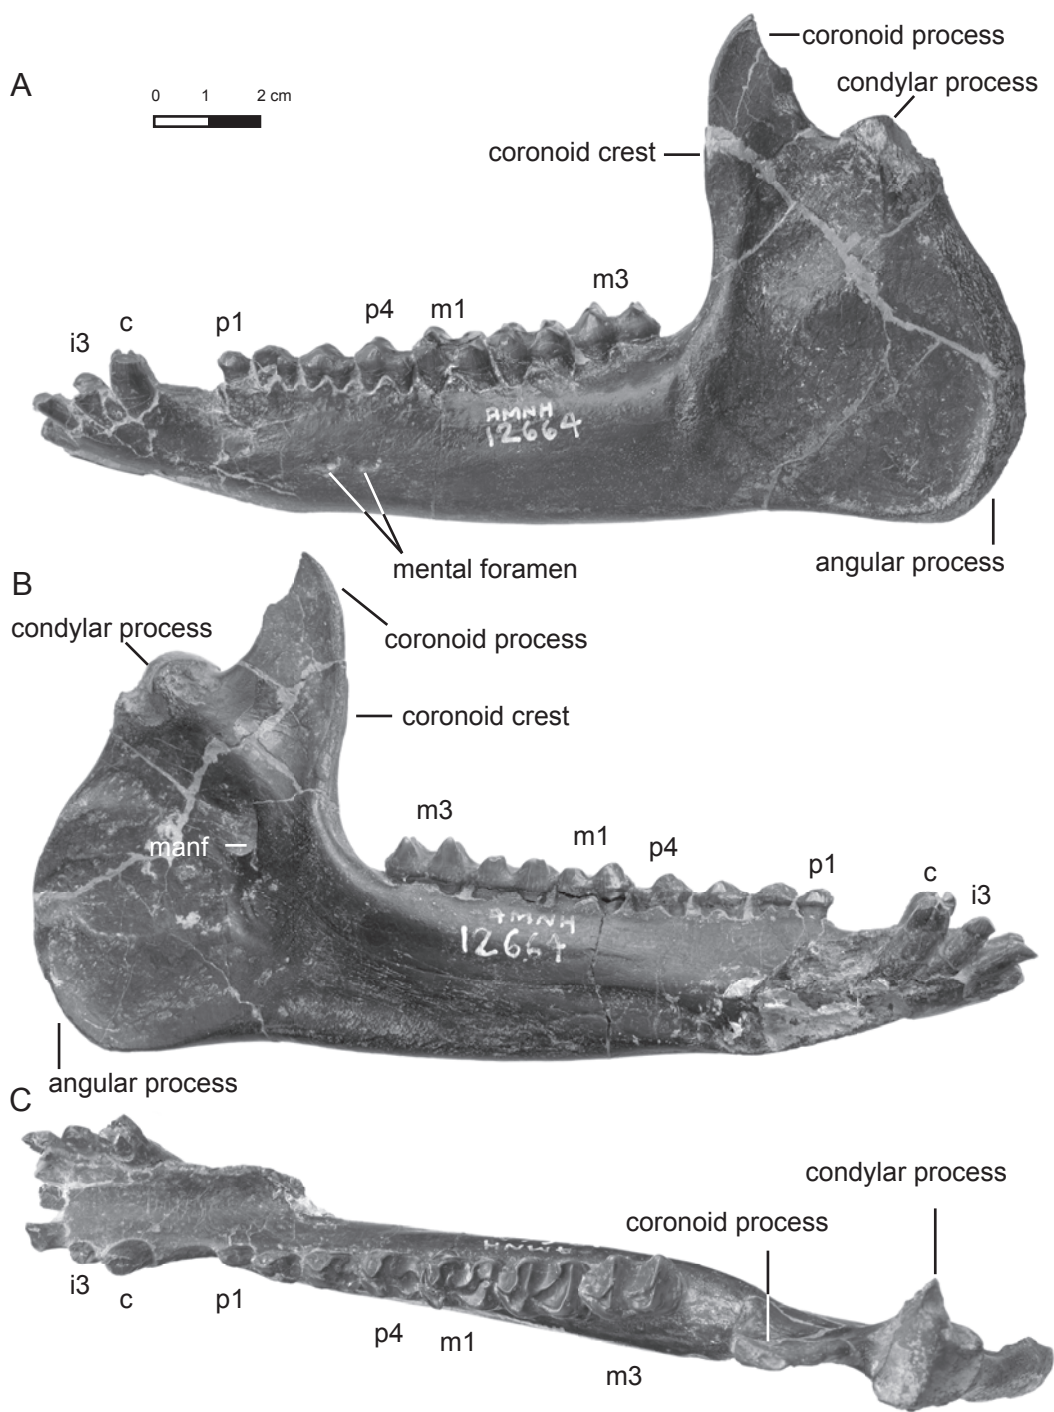 A
0 1 2 cm
coronoid process
condylar process
coronoid crest
m3
p4 m1
p1
c
i3
AMNH
12664
mental foramen
angular process
B
condylar process
coronoid process
coronoid crest
m3
m1
p4
manf
p1
c
i3
AMNH
12664
angular process
C
condylar process
coronoid process
AMNH
i3
c
p1
p4
m1
m3